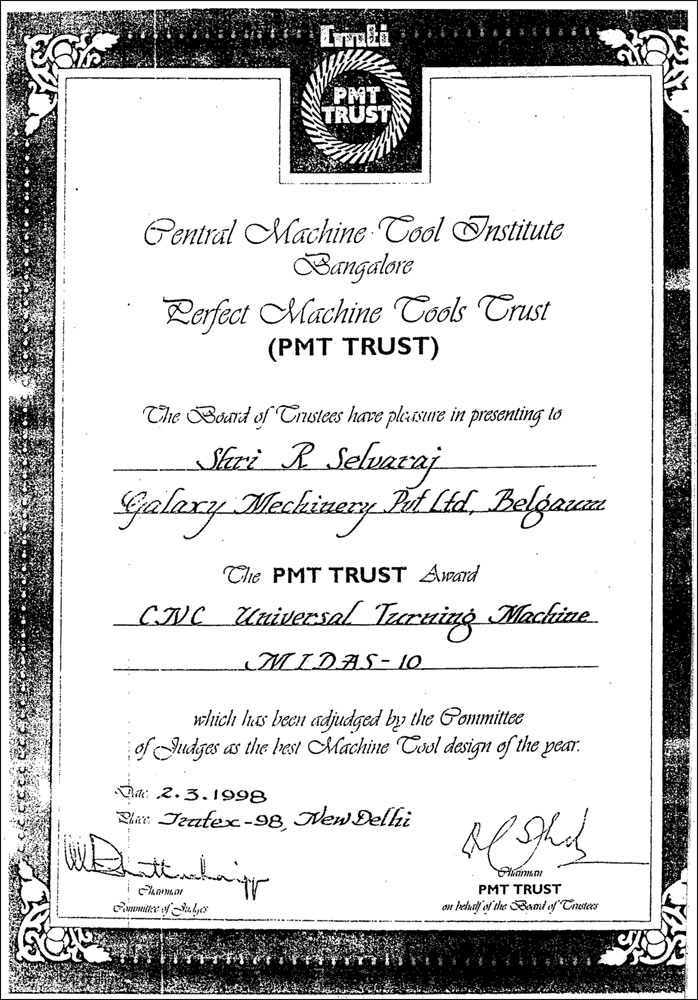 PMT
TRUST
Central Machine Tool Institute
Bangalore
Perfect Machine Tools Trust
(PMT TRUST)
The Board of Trustees have pleasure in presenting to
Shri R Selvaraj
Galaxy Mechinery Pvt Ltd, Belgaum
The PMT TRUST Award
CNC Universal Turning Machine
MIDAS-10
which has been adjudged by the Committee
of Judges as the best Machine Tool design of the year.
Date: 2.3.1998
Place: Imtex-98, New Delhi
Chairman
Committee of Judges
Chairman
PMT TRUST
on behalf of the Board of Trustees